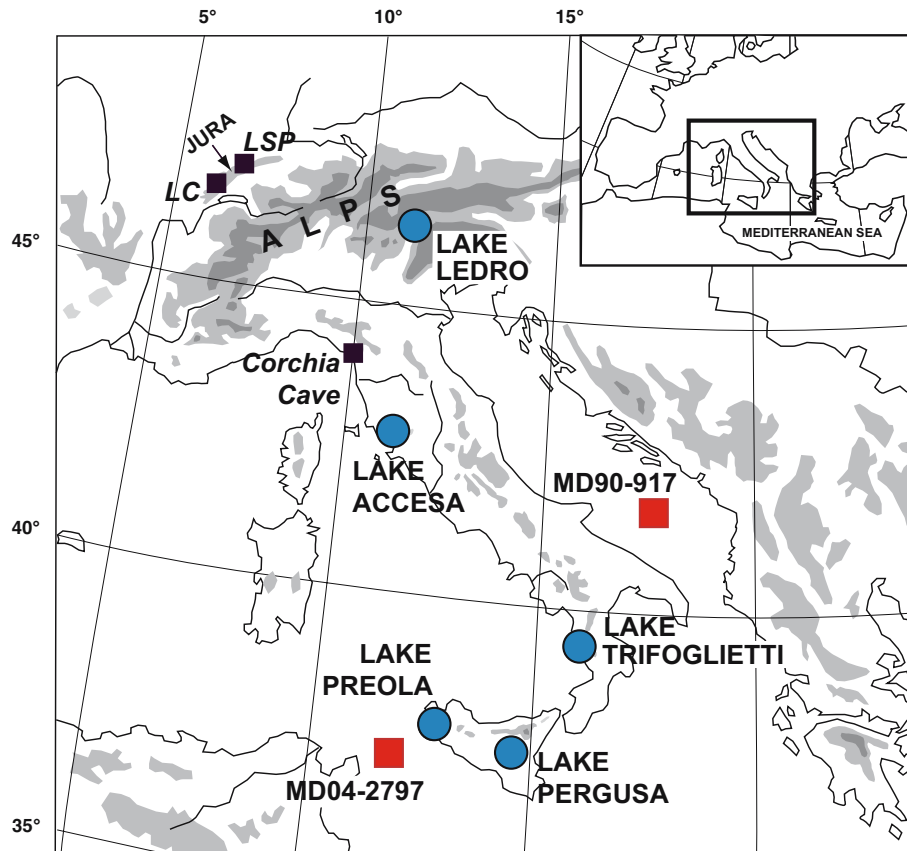 5°
10°
15°
JURA
LSP
LC
ALPS
45°
LAKE
LEDRO
MEDITERRANEAN SEA
Corchia
Cave
LAKE
ACCESA
MD90-917
40°
LAKE
TRIFOGLIETTI
LAKE
PREOLA
MD04-2797
LAKE
PERGUSA
35°